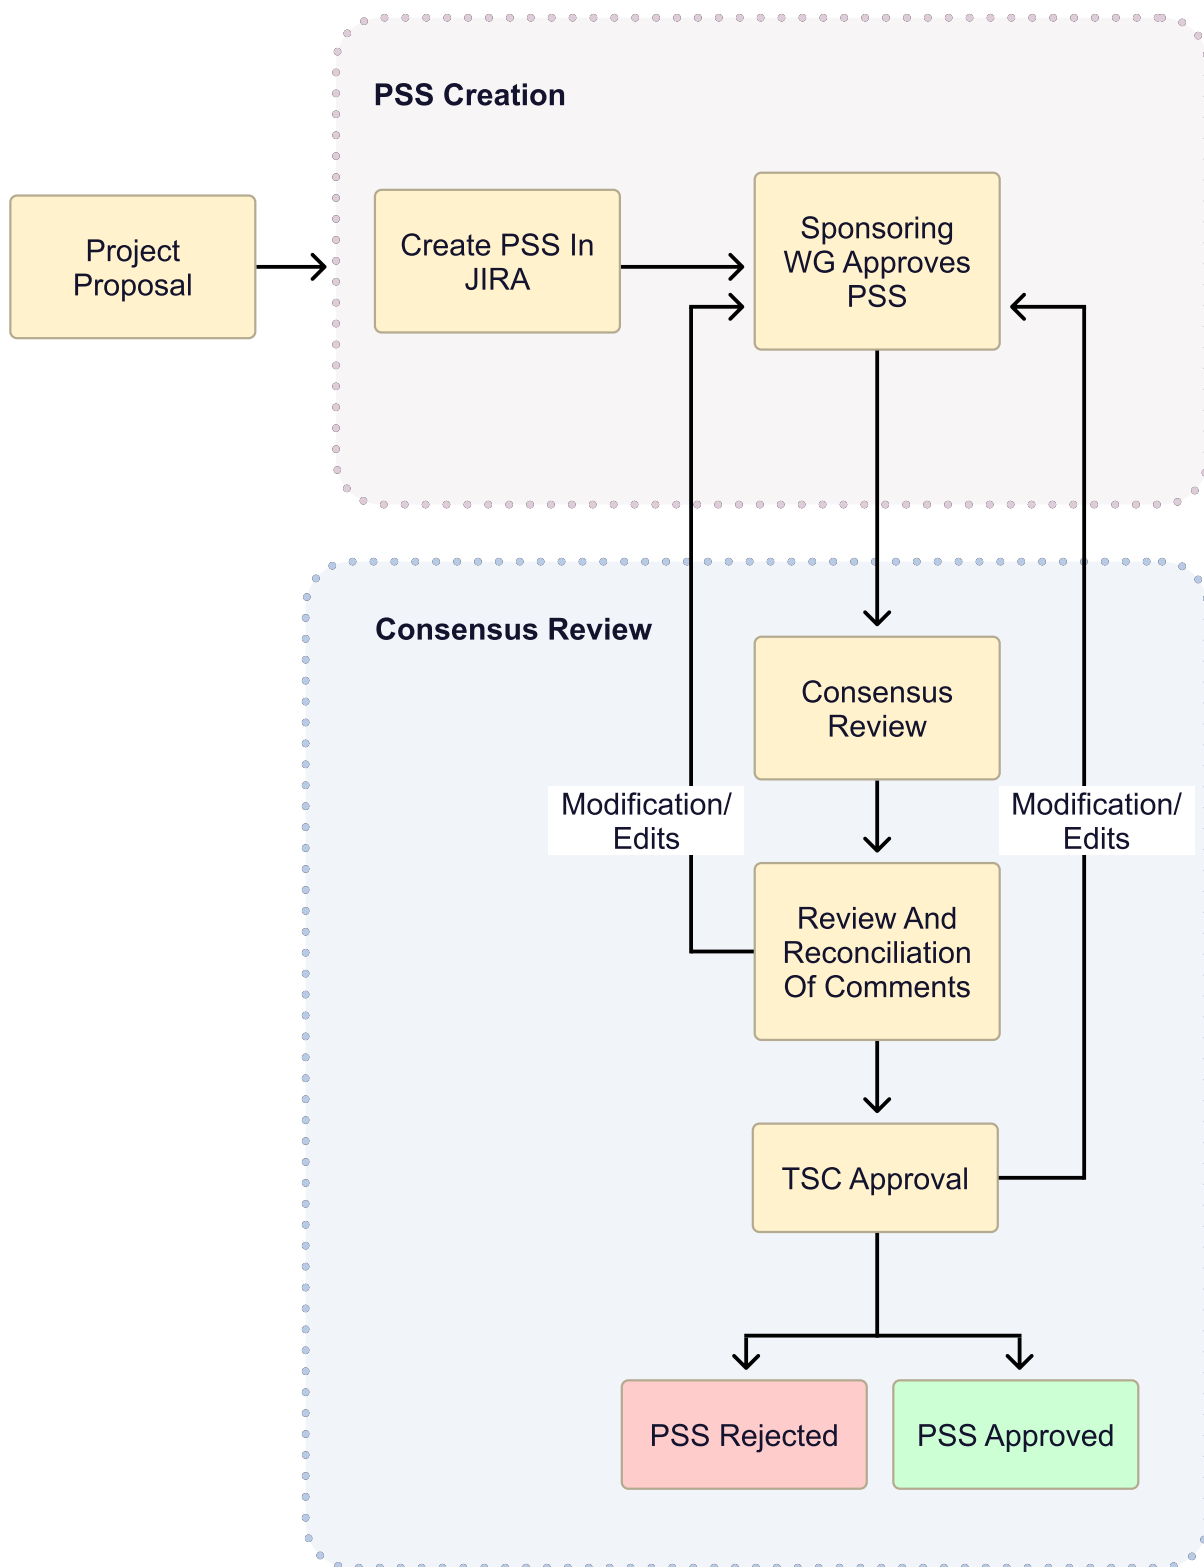 PSS Creation
Project
Proposal
Create PSS In
JIRA
Sponsoring
WG Approves
PSS
Consensus Review
Consensus
Review
Modification/
Edits
Modification/
Edits
Review And
Reconciliation
Of Comments
TSC Approval
PSS Rejected
PSS Approved